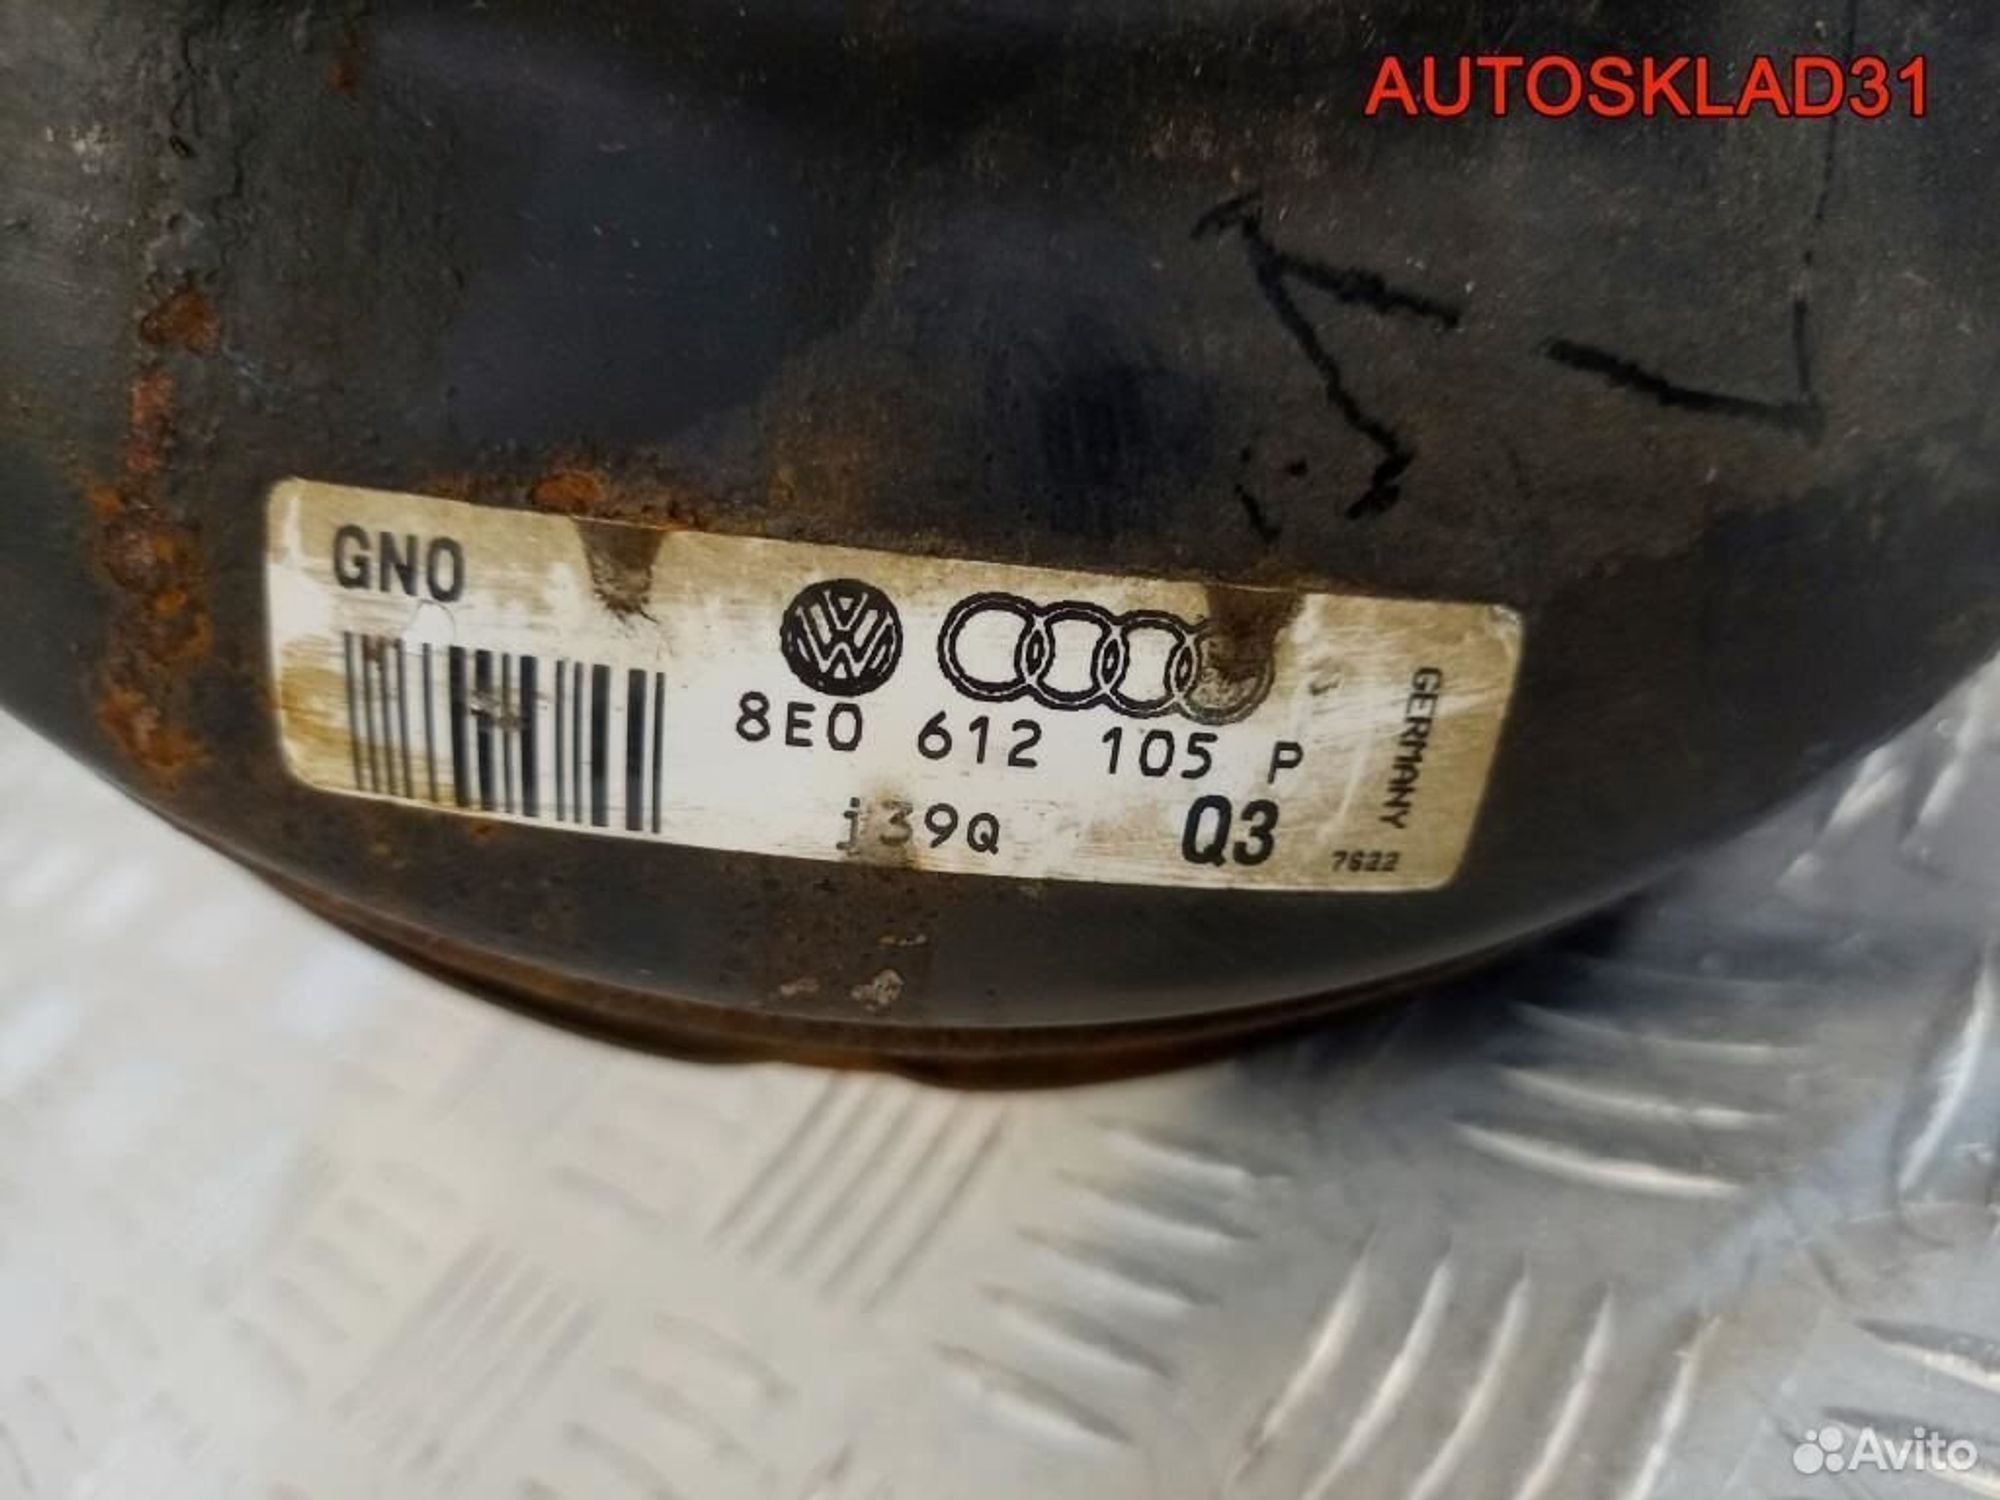 AUTOSKLAD31
GNO
8E0 612 105 P
j39Q Q3
GERMANY
7622
Avito